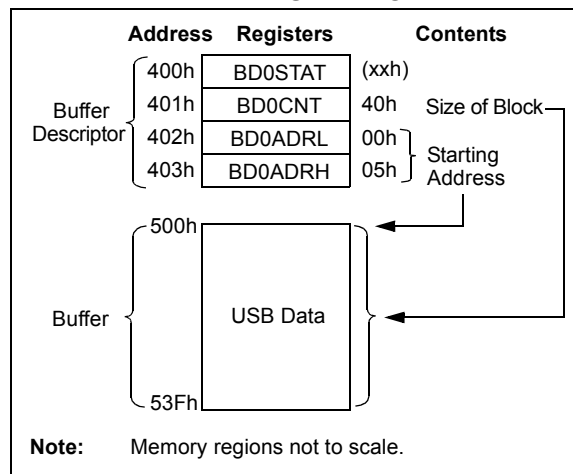 Address Registers Contents
400h BD0STAT (xxh)
401h BD0CNT 40h Size of Block
Buffer
Descriptor
402h BD0ADRL 00h
403h BD0ADRH 05h
Starting
Address
500h
Buffer USB Data
53Fh
Note: Memory regions not to scale.